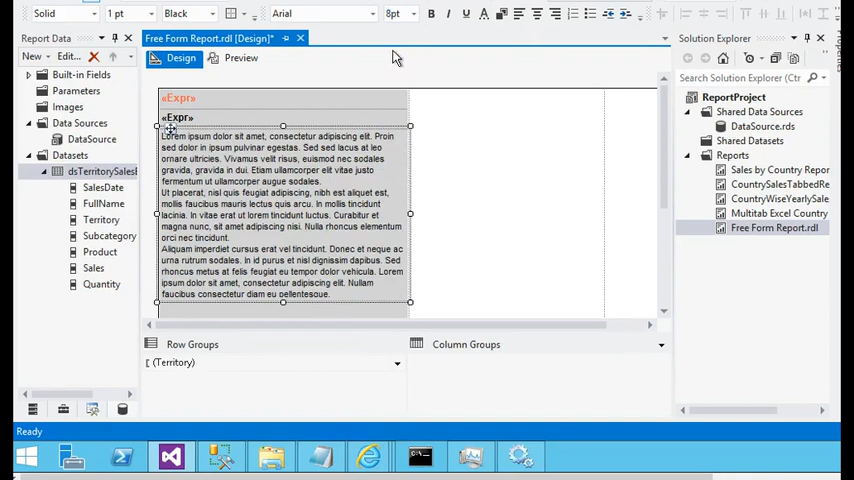 Solid 1 pt Black Arial 8pt B I U A
Report Data Free Form Report.rdl [Design]* Solution Explorer
New Edit... Design Preview
Built-in Fields
Parameters
Images
Data Sources
DataSource
Datasets
dsTerritorySalesB
SalesDate
FullName
Territory
Subcategory
Product
Sales
Quantity
«Expr»
«Expr»
Lorem ipsum dolor sit amet, consectetur adipiscing elit. Proin
sed dolor in ipsum pulvinar egestas. Sed sed lacus at leo
ornare ultricies. Vivamus velit risus, euismod nec sodales
gravida, gravida in dui. Etiam ullamcorper elit vitae justo
fermentum ut ullamcorper augue sodales.
Ut placerat, nisl quis feugiat adipiscing, nibh est aliquet est,
mollis faucibus mauris lectus quis arcu. In mollis tincidunt
lacinia. In vitae erat ut lorem tincidunt luctus. Curabitur et
magna nunc, sit amet adipiscing nisi. Nulla rhoncus elementum
orci nec tincidunt.
Aliquam imperdiet cursus erat vel tincidunt. Donec et neque ac
urna rutrum sodales. In id purus et nisl dignissim dapibus. Sed
rhoncus metus at felis feugiat eu tempor dolor vehicula. Lorem
ipsum dolor sit amet, consectetur adipiscing elit. Nullam
faucibus consectetur diam eu pellentesque.
Row Groups Column Groups
(Territory)
Search Solution Explorer (Ctrl
ReportProject
Shared Data Sources
DataSource.rds
Shared Datasets
Reports
Sales by Country Repor
CountrySalesTabbedRe
CountryWiseYearlySale
Multitab Excel Country
Free Form Report.rdl
Ready